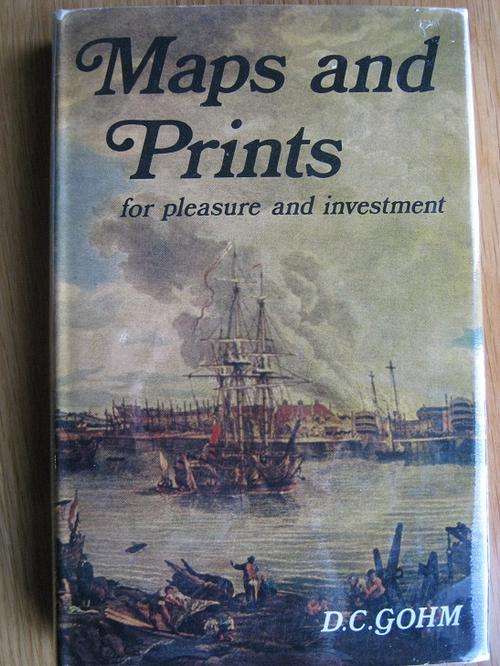 Maps and
Prints
for pleasure and investment
D.C.GOHM